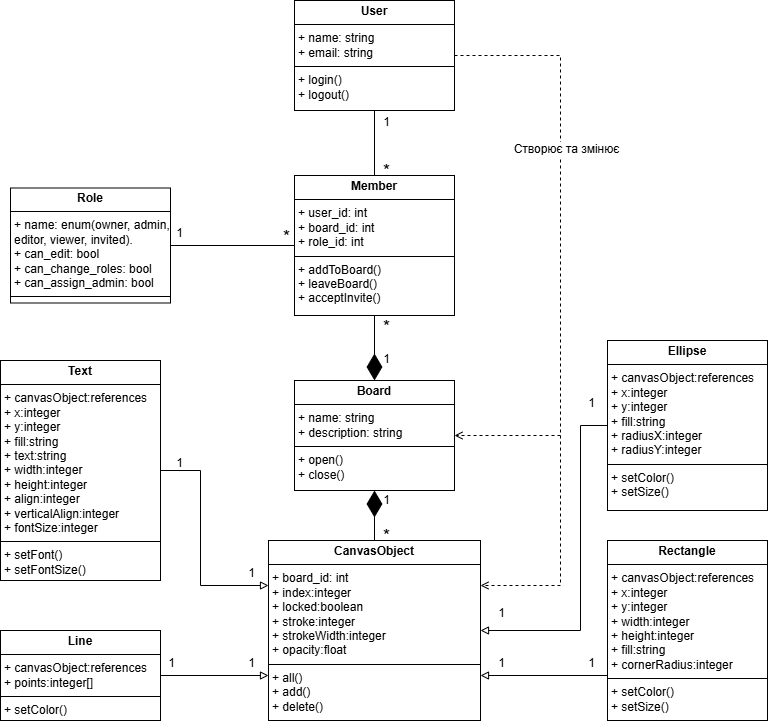 User
+ name: string
+ email: string
+ login()
+ logout()
1
*
Створює та змінює
Member
+ user_id: int
+ board_id: int
+ role_id: int
+ addToBoard()
+ leaveBoard()
+ acceptInvite()
Role
+ name: enum(owner, admin,
editor, viewer, invited).
+ can_edit: bool
+ can_change_roles: bool
+ can_assign_admin: bool
1
*
*
1
Board
+ name: string
+ description: string
+ open()
+ close()
1
*
Text
+ canvasObject:references
+ x:integer
+ y:integer
+ fill:string
+ text:string
+ width:integer
+ height:integer
+ align:integer
+ verticalAlign:integer
+ fontSize:integer
+ setFont()
+ setFontSize()
1
1
Ellipse
+ canvasObject:references
+ x:integer
+ y:integer
+ fill:string
+ radiusX:integer
+ radiusY:integer
+ setColor()
+ setSize()
1
1
CanvasObject
+ board_id: int
+ index:integer
+ locked:boolean
+ stroke:integer
+ strokeWidth:integer
+ opacity:float
+ all()
+ add()
+ delete()
Rectangle
+ canvasObject:references
+ x:integer
+ y:integer
+ width:integer
+ height:integer
+ fill:string
+ cornerRadius:integer
+ setColor()
+ setSize()
1
1
Line
+ canvasObject:references
+ points:integer[]
+ setColor()
1
1